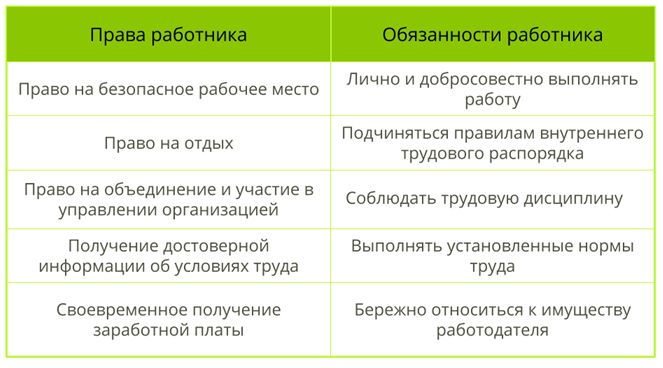 Права работника
Обязанности работника
Право на безопасное рабочее место
Лично и добросовестно выполнять
работу
Право на отдых
Подчиняться правилам внутреннего
трудового распорядка
Право на объединение и участие в
управлении организацией
Соблюдать трудовую дисциплину
Получение достоверной
информации об условиях труда
Выполнять установленные нормы
труда
Своевременное получение
заработной платы
Бережно относиться к имуществу
работодателя